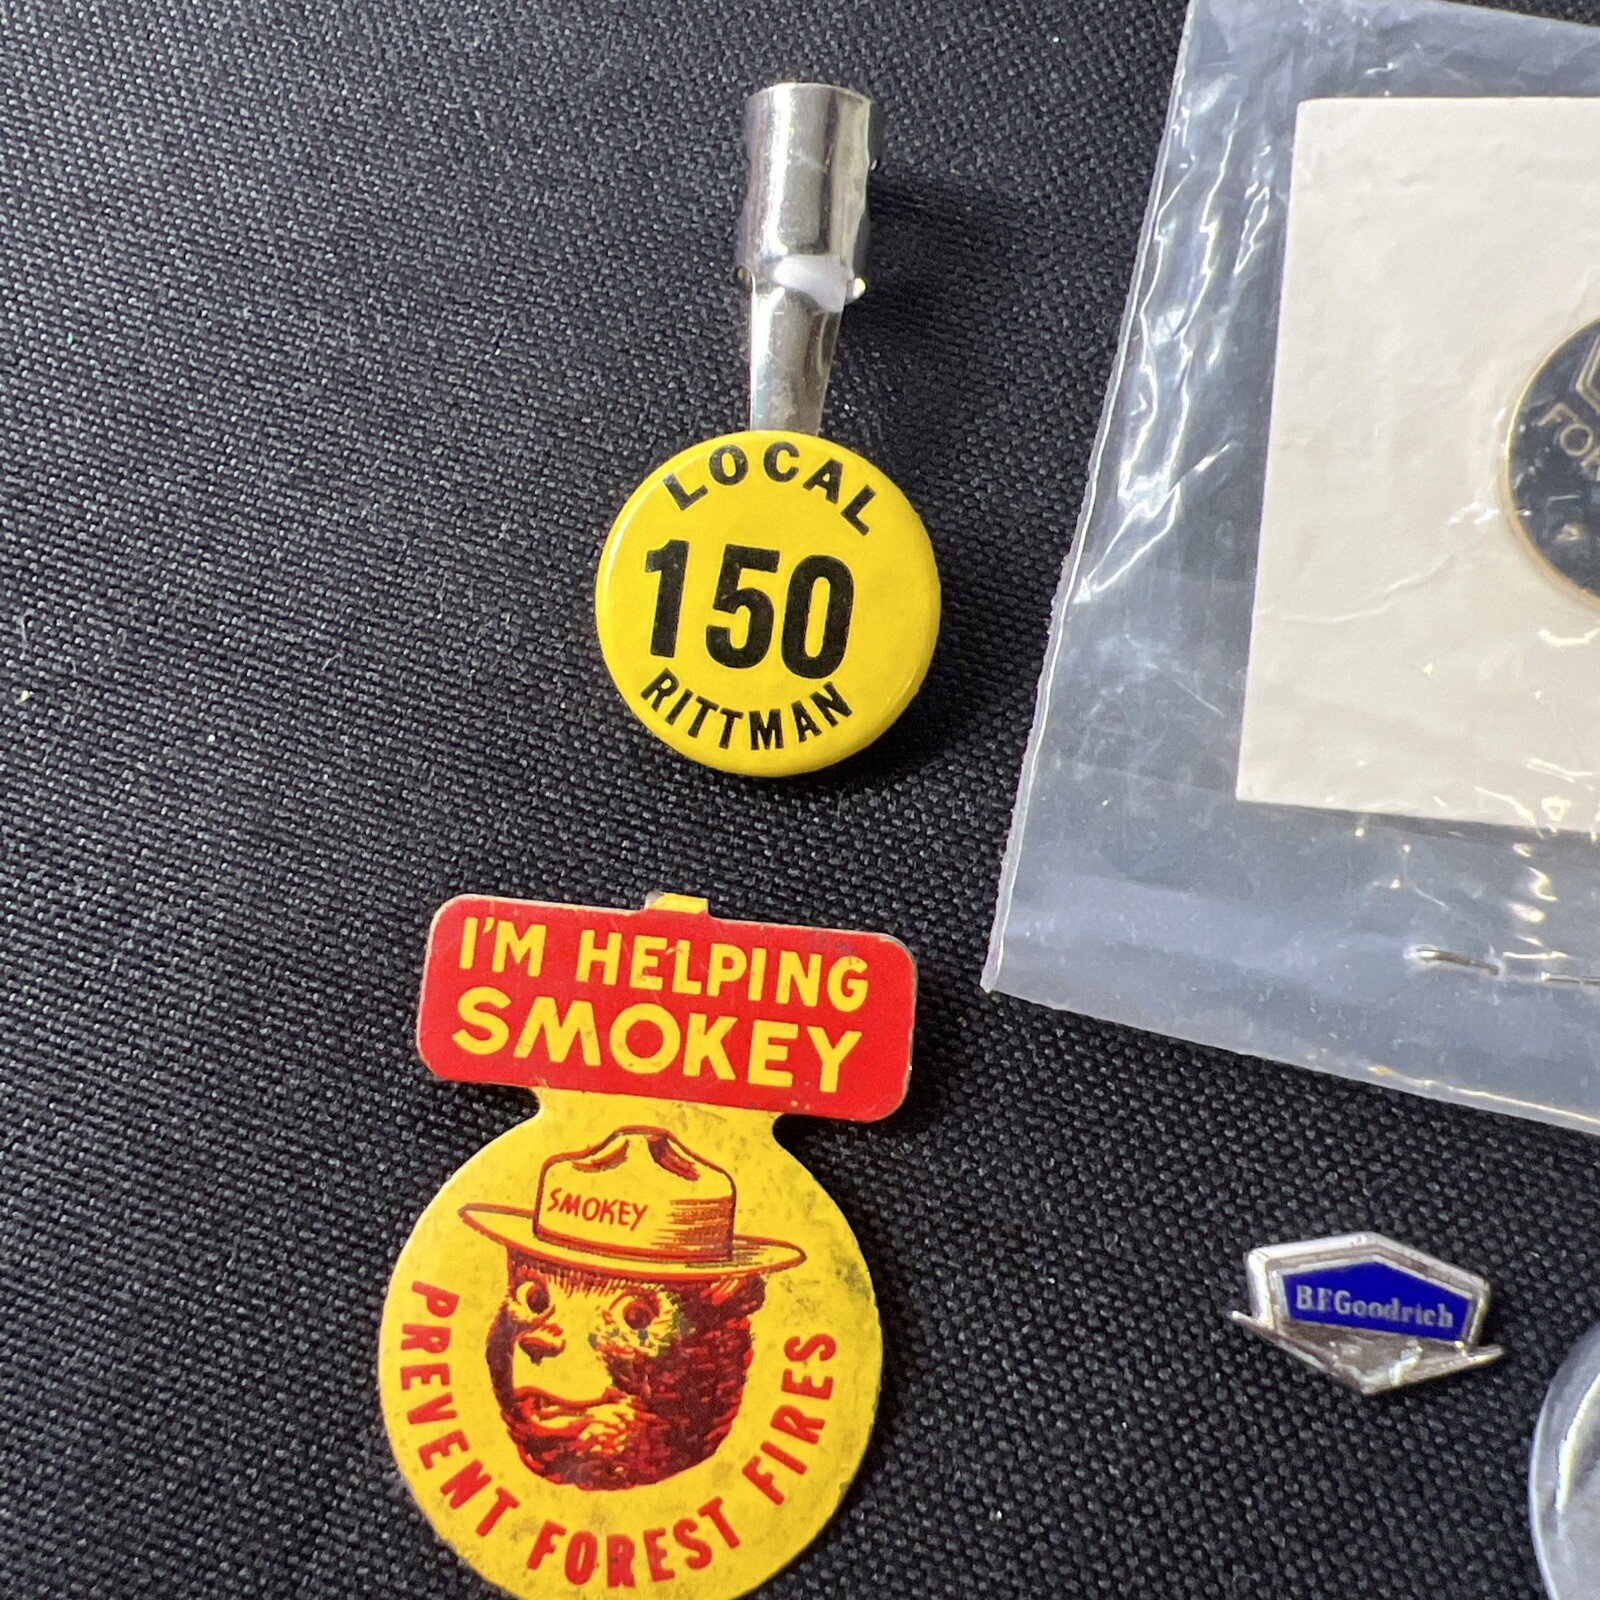 LOCAL
150
RITTMAN
I'M HELPING
SMOKEY
SMOKEY
PREVENT FOREST FIRES
B.F.Goodrich